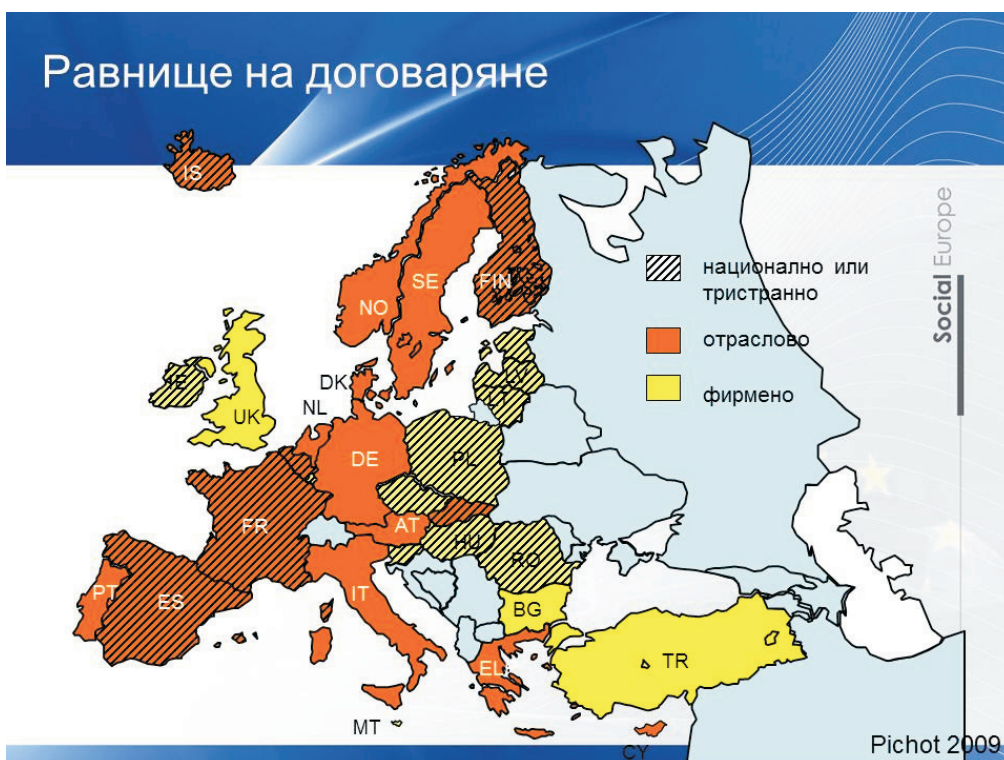 Равнище на договаряне
IS
SE
FIN
NO
национално или
тристранно
Social Europe
отраслово
фирмено
DK
NL
IE
UK
DE
PL
FR
AT
HU
RO
PT
ES
IT
BG
TR
EL
MT
CY
Pichot 2009